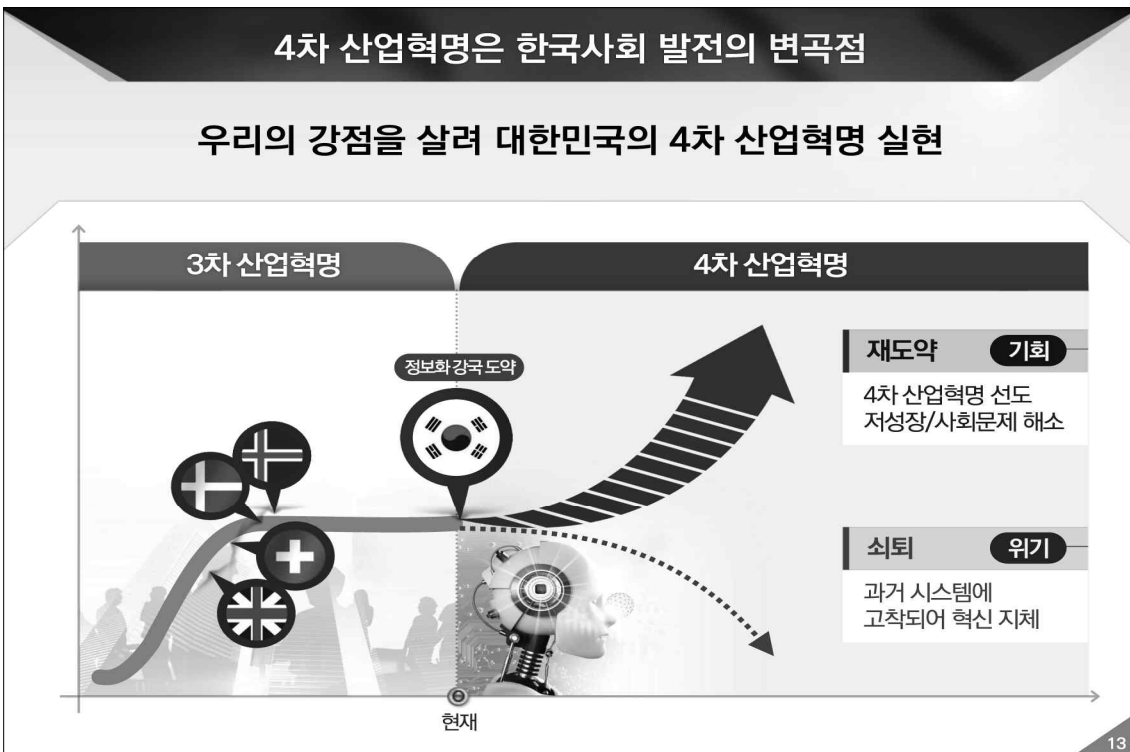 4차 산업혁명은 한국사회 발전의 변곡점
우리의 강점을 살려 대한민국의 4차 산업혁명 실현
3차 산업혁명
4차 산업혁명
정보화 강국 도약
재도약 기회
4차 산업혁명 선도
저성장/사회문제 해소
쇠퇴 위기
과거 시스템에
고착되어 혁신 지체
현재
13